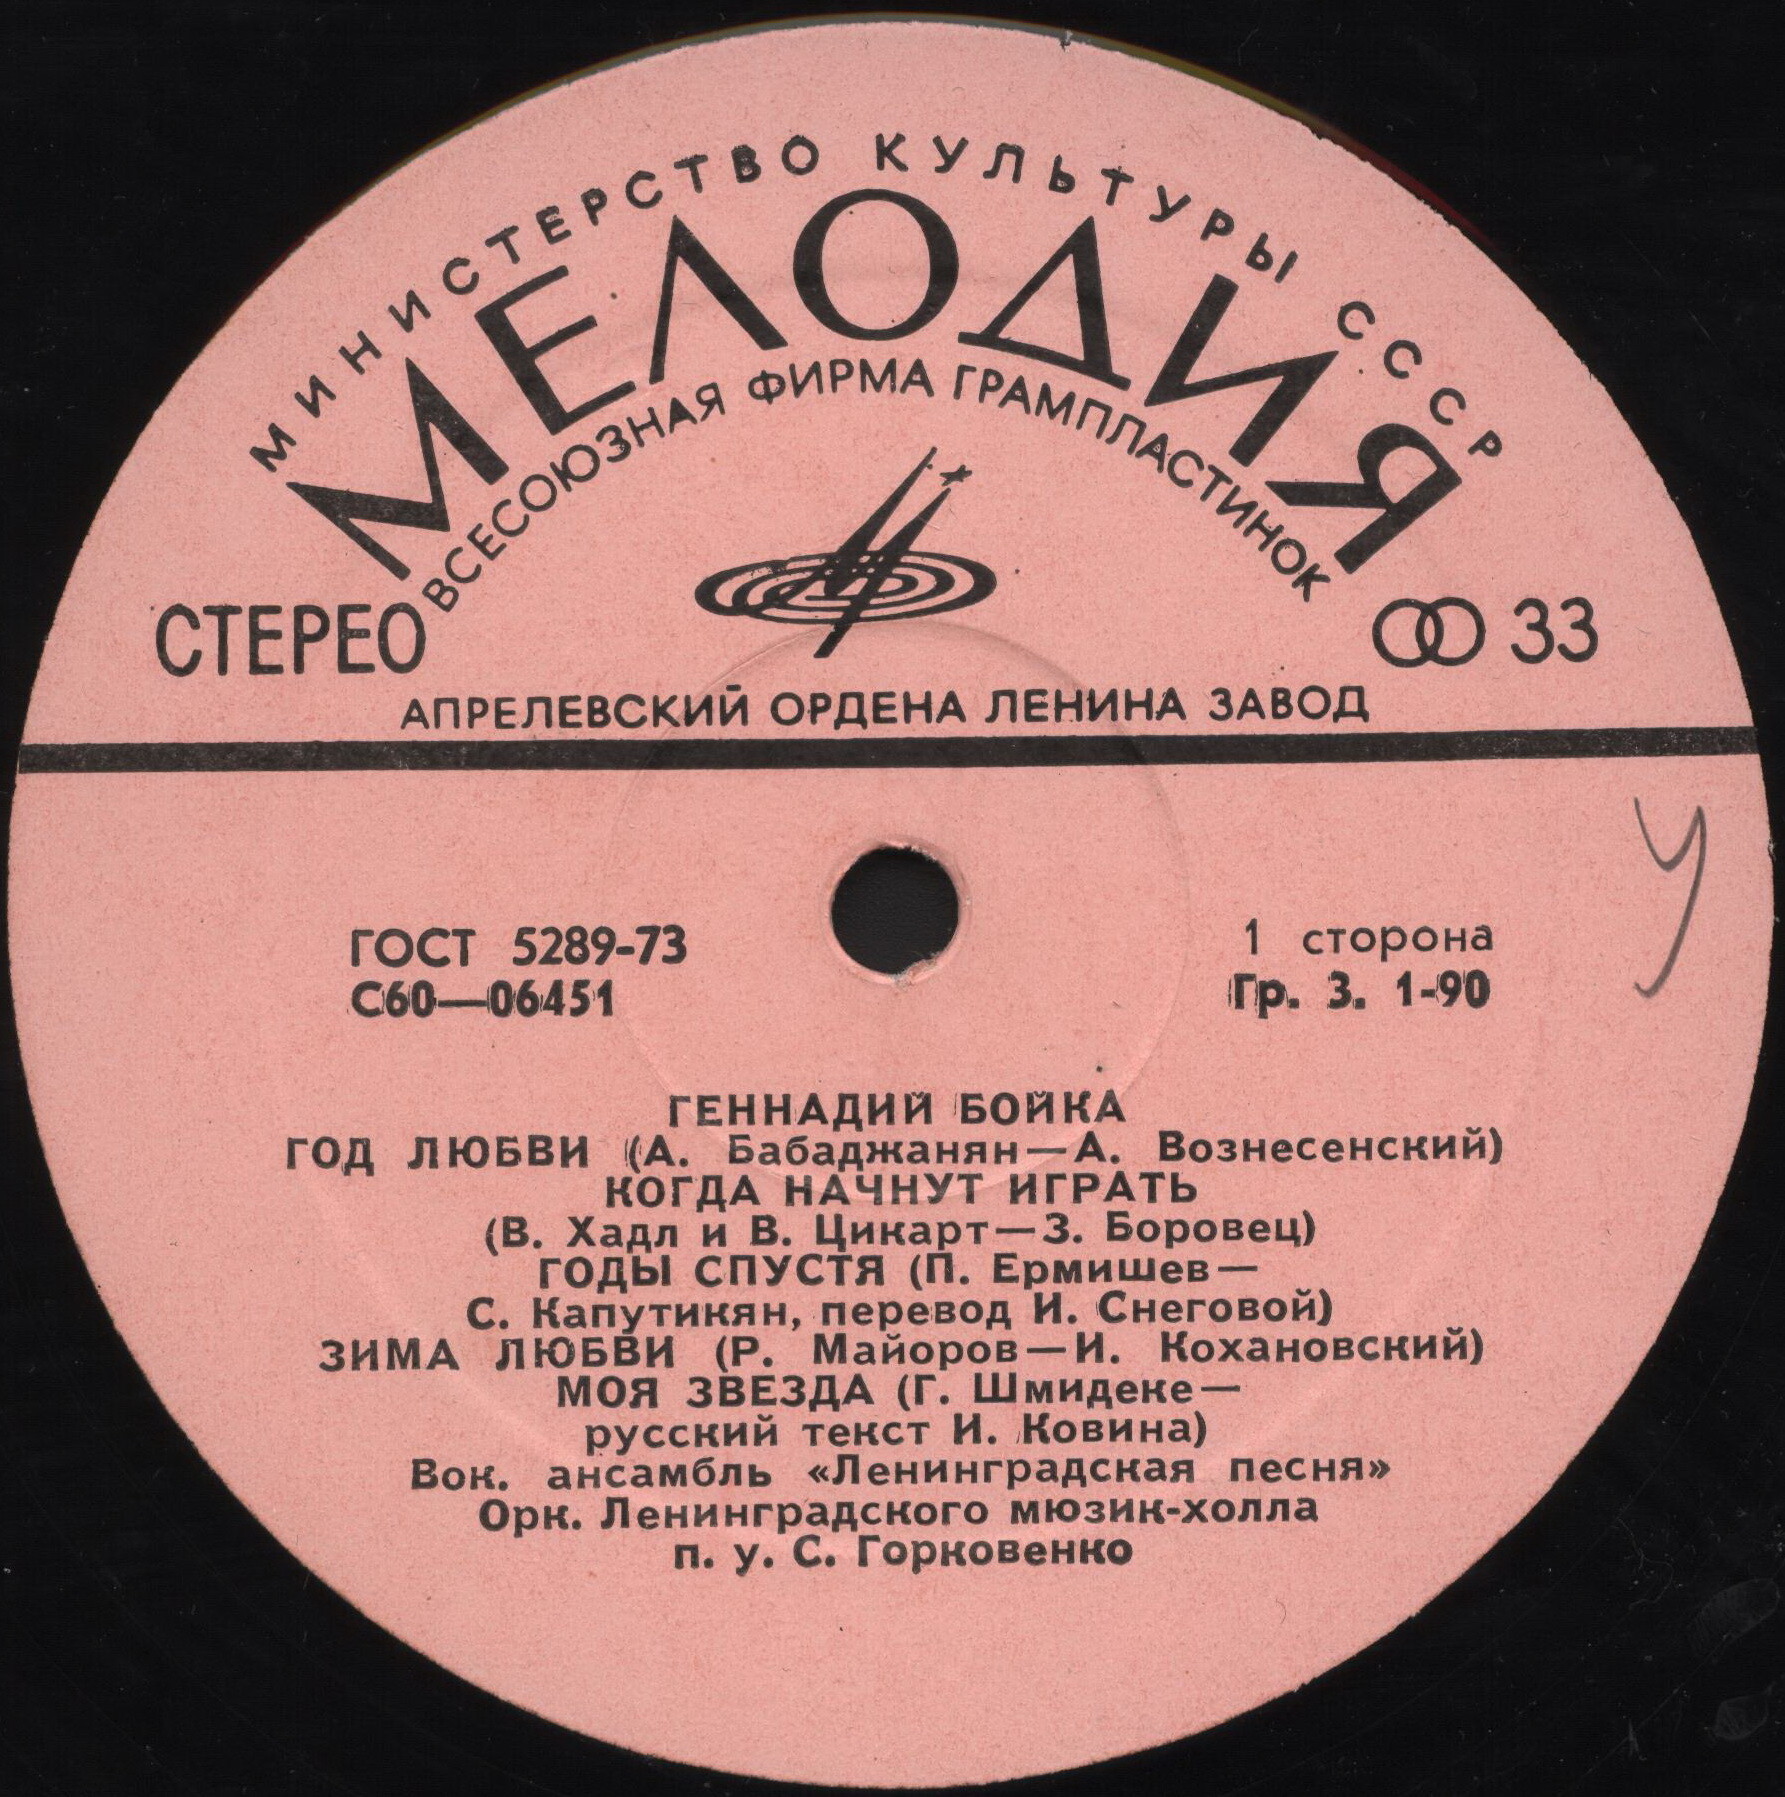 МИНИСТЕРСТВО КУЛЬТУРЫ СССР
МЕЛОДИЯ
ВСЕСОЮЗНАЯ ФИРМА ГРАМПЛАСТИНОК
СТЕРЕО
33
АПРЕЛЕВСКИЙ ОРДЕНА ЛЕНИНА ЗАВОД
ГОСТ 5289-73
1 сторона
С60—06451
Гр. 3. 1-90
У
ГЕННАДИЙ БОЙКА
ГОД ЛЮБВИ (А. Бабаджанян—А. Вознесенский)
КОГДА НАЧНУТ ИГРАТЬ
(В. Хадл и В. Цикарт—З. Боровец)
ГОДЫ СПУСТЯ (П. Ермишев—
С. Капутикян, перевод И. Снеговой)
ЗИМА ЛЮБВИ (Р. Майоров—И. Кохановский)
МОЯ ЗВЕЗДА (Г. Шмидеке—
русский текст И. Ковина)
Вок. ансамбль «Ленинградская песня»
Орк. Ленинградского мюзик-холла
п. у. С. Горковенко